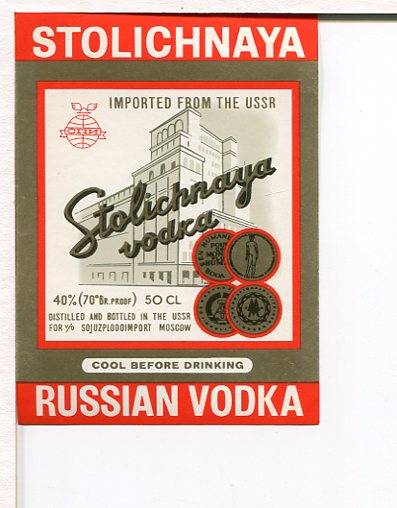 STOLICHNAYA
IMPORTED FROM THE USSR
Stolichnaya
vodka
40% (70° BR. PROOF) 50 CL
DISTILLED AND BOTTLED IN THE USSR
FOR V/O SOJUZPLODOIMPORT MOSCOW
COOL BEFORE DRINKING
RUSSIAN VODKA